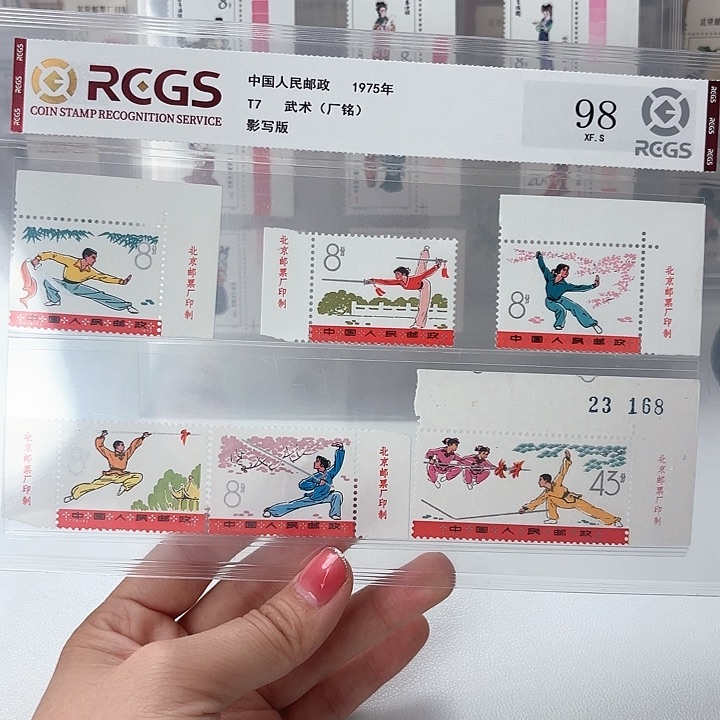 RCGS
COIN STAMP RECOGNITION SERVICE
中国人民邮政 1975年
T7 武术（厂铭）
影写版
98
XF.S
RCGS
RCGS
RCGS
RCGS
RCGS
8分
北京邮票厂印制
中国人民邮政
北京邮票厂印制
8分
中国人民邮政
8分
北京邮票厂印制
中国人民邮政
北京邮票厂印制
中国人民邮政
8分
中国人民邮政
北京邮票厂印制
23 168
43分
中国人民邮政
北京邮票厂印制